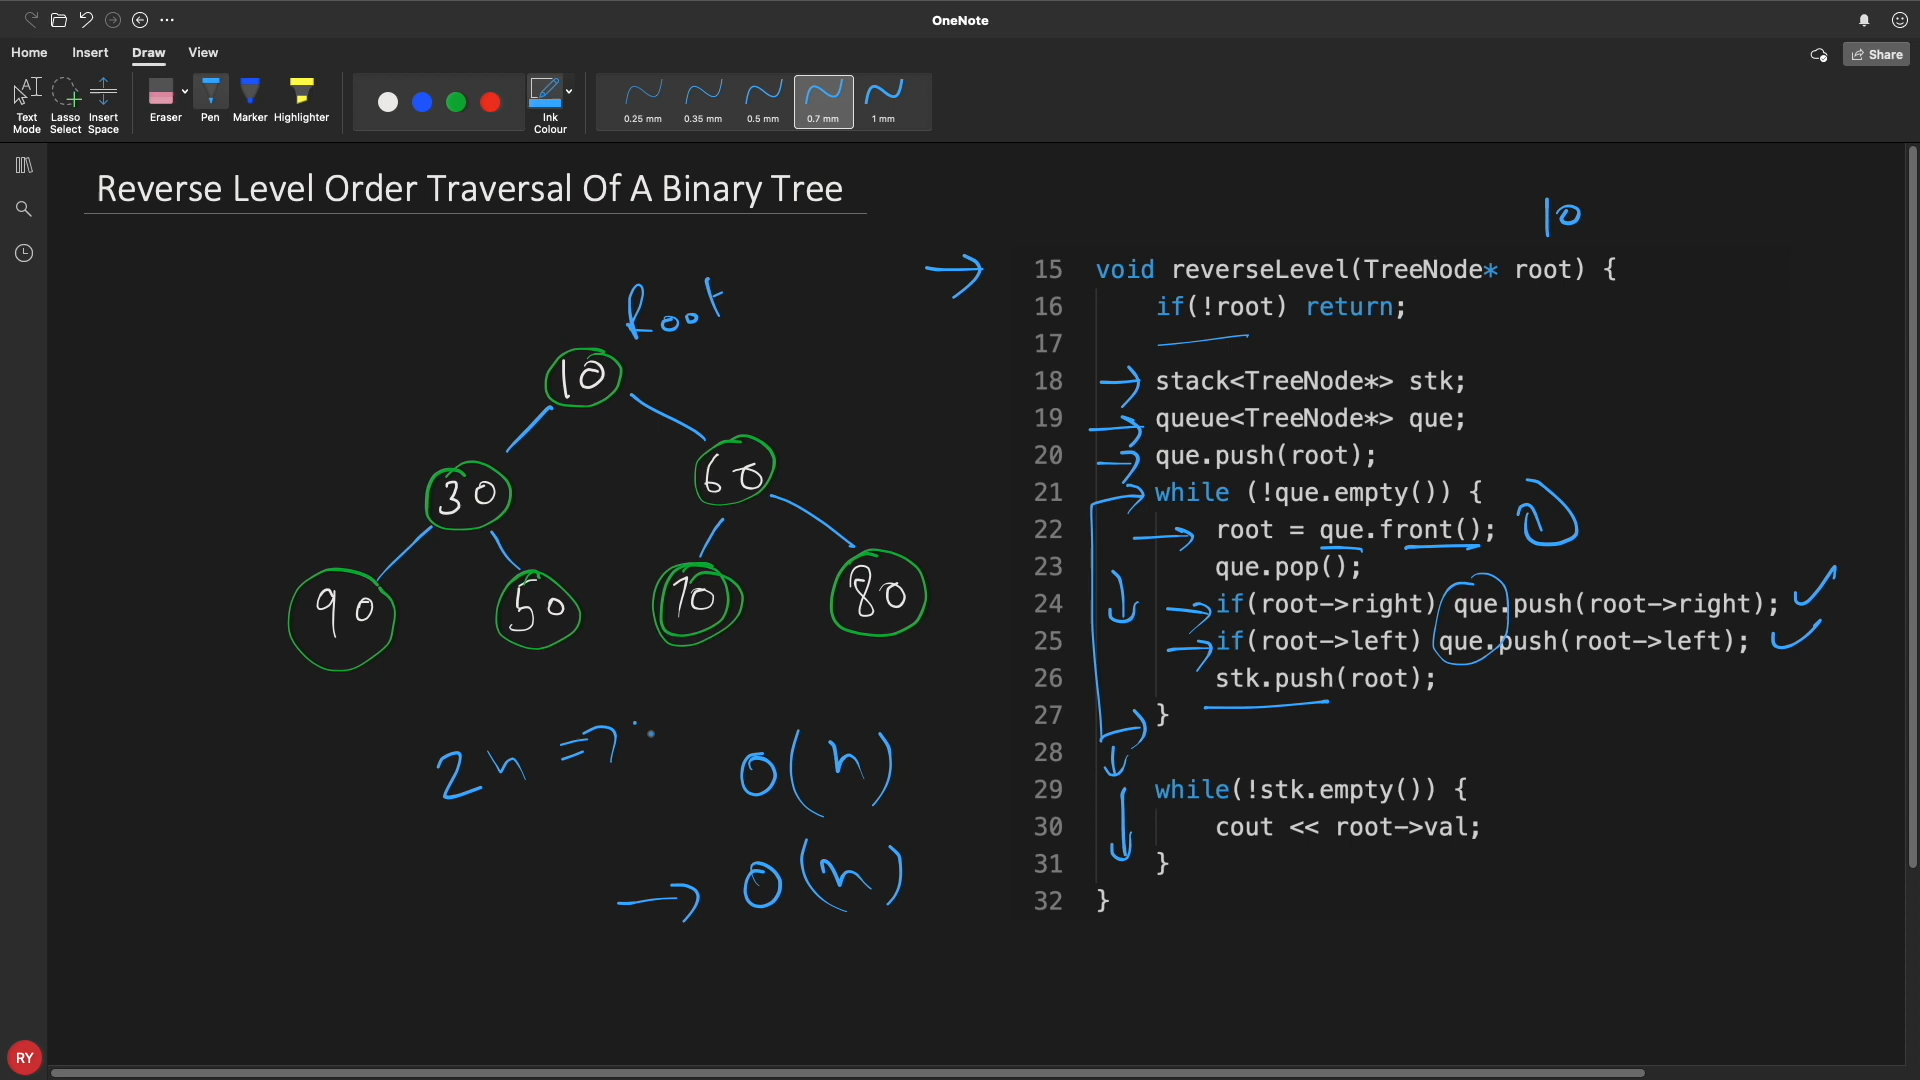 OneNote
Home Insert Draw View
Share
Text Mode
Lasso Select
Insert Space
Eraser
Pen
Marker
Highlighter
Ink Colour
0.25 mm
0.35 mm
0.5 mm
0.7 mm
1 mm
Reverse Level Order Traversal Of A Binary Tree
Root
10
30
60
90
50
70
80
2n =>
O(n)
O(n)
10
15 void reverseLevel(TreeNode* root) {
16 if(!root) return;
17
18 stack<TreeNode*> stk;
19 queue<TreeNode*> que;
20 que.push(root);
21 while (!que.empty()) {
22 root = que.front();
23 que.pop();
24 if(root->right) que.push(root->right);
25 if(root->left) que.push(root->left);
26 stk.push(root);
27 }
28
29 while(!stk.empty()) {
30 cout << root->val;
31 }
32 }
RY